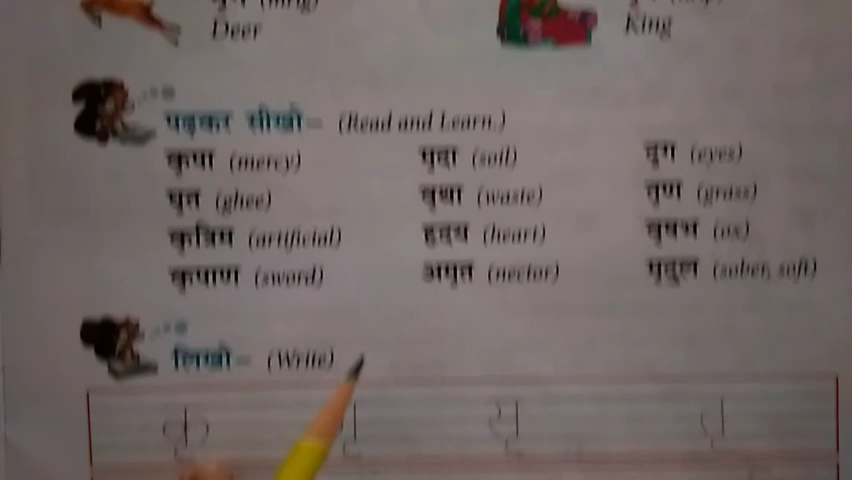 Deer King
पढ़कर सीखो— (Read and Learn.)
कृपा (mercy) मृदा (soil) दृग (eyes)
घृत (ghee) वृथा (waste) तृण (grass)
कृत्रिम (artificial) हृदय (heart) वृषभ (ox)
कृपाण (sword) अमृत (nectar) मृदुल (sober, soft)
लिखो— (Write)